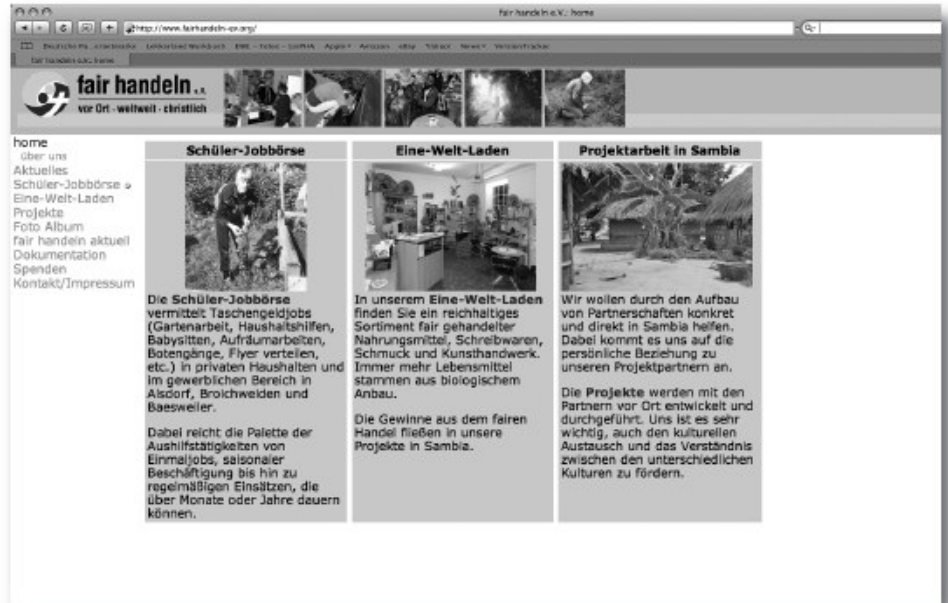 fair handeln e.V.: home
http://www.fairhandeln-ev.org/
Amazon eBay News
fair handeln e.V.: home
fair handeln e.V.
vor Ort - weltweit - christlich
home
über uns
Aktuelles
Schüler-Jobbörse
Eine-Welt-Laden
Projekte
Foto Album
fair handeln aktuell
Dokumentation
Spenden
Kontakt/Impressum
Schüler-Jobbörse
Die Schüler-Jobbörse
vermittelt Taschengeldjobs
(Gartenarbeit, Haushaltshilfen,
Babysitten, Aufräumarbeiten,
Botengänge, Flyer verteilen,
etc.) in privaten Haushalten und
im gewerblichen Bereich in
Alsdorf, Broichweiden und
Baesweiler.
Dabei reicht die Palette der
Aushilfstätigkeiten von
Einmaljobs, saisonaler
Beschäftigung bis hin zu
regelmäßigen Einsätzen, die
über Monate oder Jahre dauern
können.
Eine-Welt-Laden
In unserem Eine-Welt-Laden
finden Sie ein reichhaltiges
Sortiment fair gehandelter
Nahrungsmittel, Schreibwaren,
Schmuck und Kunsthandwerk.
Immer mehr Lebensmittel
stammen aus biologischem
Anbau.
Die Gewinne aus dem fairen
Handel fließen in unsere
Projekte in Sambia.
Projektarbeit in Sambia
Wir wollen durch den Aufbau
von Partnerschaften konkret
und direkt in Sambia helfen.
Dabei kommt es uns auf die
persönliche Beziehung zu
unseren Projektpartnern an.
Die Projekte werden mit den
Partnern vor Ort entwickelt und
durchgeführt. Uns ist es sehr
wichtig, auch den kulturellen
Austausch und das Verständnis
zwischen den unterschiedlichen
Kulturen zu fördern.